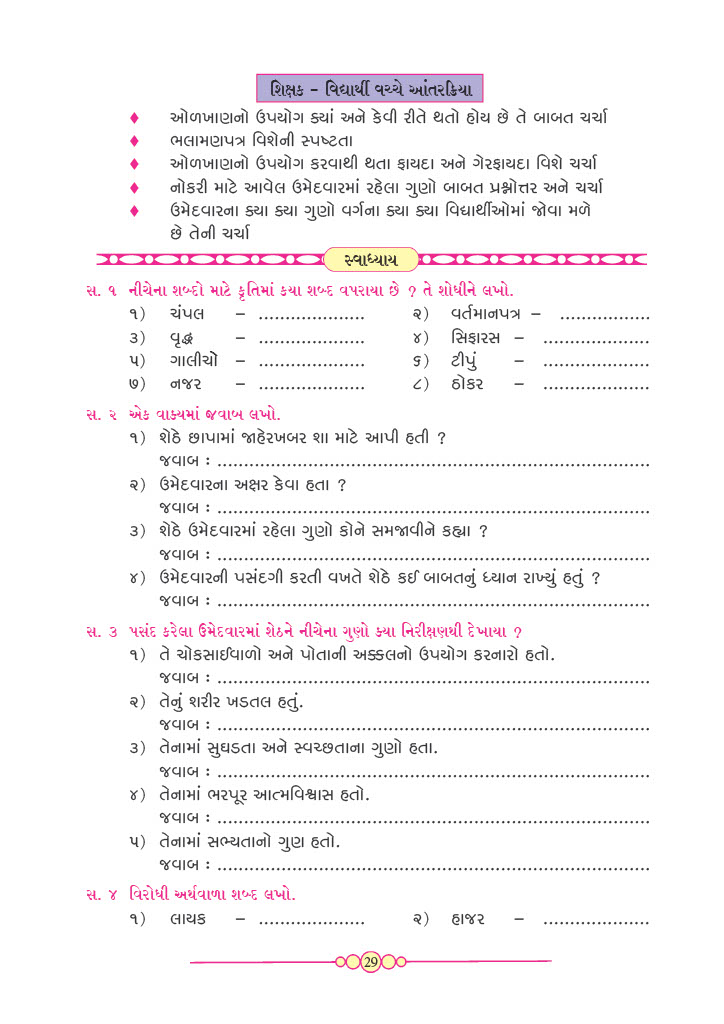 શિક્ષક – વિદ્યાર્થી વચ્ચે આંતરક્રિયા
♦ ઓળખાણનો ઉપયોગ ક્યાં અને કેવી રીતે થતો હોય છે તે બાબત ચર્ચા
♦ ભલામણપત્ર વિશેની સ્પષ્ટતા
♦ ઓળખાણનો ઉપયોગ કરવાથી થતા ફાયદા અને ગેરફાયદા વિશે ચર્ચા
♦ નોકરી માટે આવેલ ઉમેદવારમાં રહેલા ગુણો બાબત પ્રશ્નોત્તર અને ચર્ચા
♦ ઉમેદવારના ક્યા ક્યા ગુણો વર્ગના ક્યા ક્યા વિદ્યાર્થીઓમાં જોવા મળે
છે તેની ચર્ચા
સ્વાધ્યાય
સ. ૧ નીચેના શબ્દો માટે કૃતિમાં કયા શબ્દ વપરાયા છે ? તે શોધીને લખો.
૧) ચંપલ – .................... ૨) વર્તમાનપત્ર – .................
૩) વૃદ્ધ – .................... ૪) સિફારસ – ....................
૫) ગાલીચો – .................... ૬) ટીપું – ....................
૭) નજર – .................... ૮) ઠોકર – ....................
સ. ૨ એક વાક્યમાં જવાબ લખો.
૧) શેઠે છાપામાં જાહેરખબર શા માટે આપી હતી ?
જવાબ : ................................................................................
૨) ઉમેદવારના અક્ષર કેવા હતા ?
જવાબ : ................................................................................
૩) શેઠે ઉમેદવારમાં રહેલા ગુણો કોને સમજાવીને કહ્યા ?
જવાબ : ................................................................................
૪) ઉમેદવારની પસંદગી કરતી વખતે શેઠે કઈ બાબતનું ધ્યાન રાખ્યું હતું ?
જવાબ : ................................................................................
સ. ૩ પસંદ કરેલા ઉમેદવારમાં શેઠને નીચેના ગુણો ક્યા નિરીક્ષણથી દેખાયા ?
૧) તે ચોકસાઈવાળો અને પોતાની અક્કલનો ઉપયોગ કરનારો હતો.
જવાબ : ................................................................................
૨) તેનું શરીર ખડતલ હતું.
જવાબ : ................................................................................
૩) તેનામાં સુઘડતા અને સ્વચ્છતાના ગુણો હતા.
જવાબ : ................................................................................
૪) તેનામાં ભરપૂર આત્મવિશ્વાસ હતો.
જવાબ : ................................................................................
૫) તેનામાં સભ્યતાનો ગુણ હતો.
જવાબ : ................................................................................
સ. ૪ વિરોધી અર્થવાળા શબ્દ લખો.
૧) લાયક – .................... ૨) હાજર – ....................
29